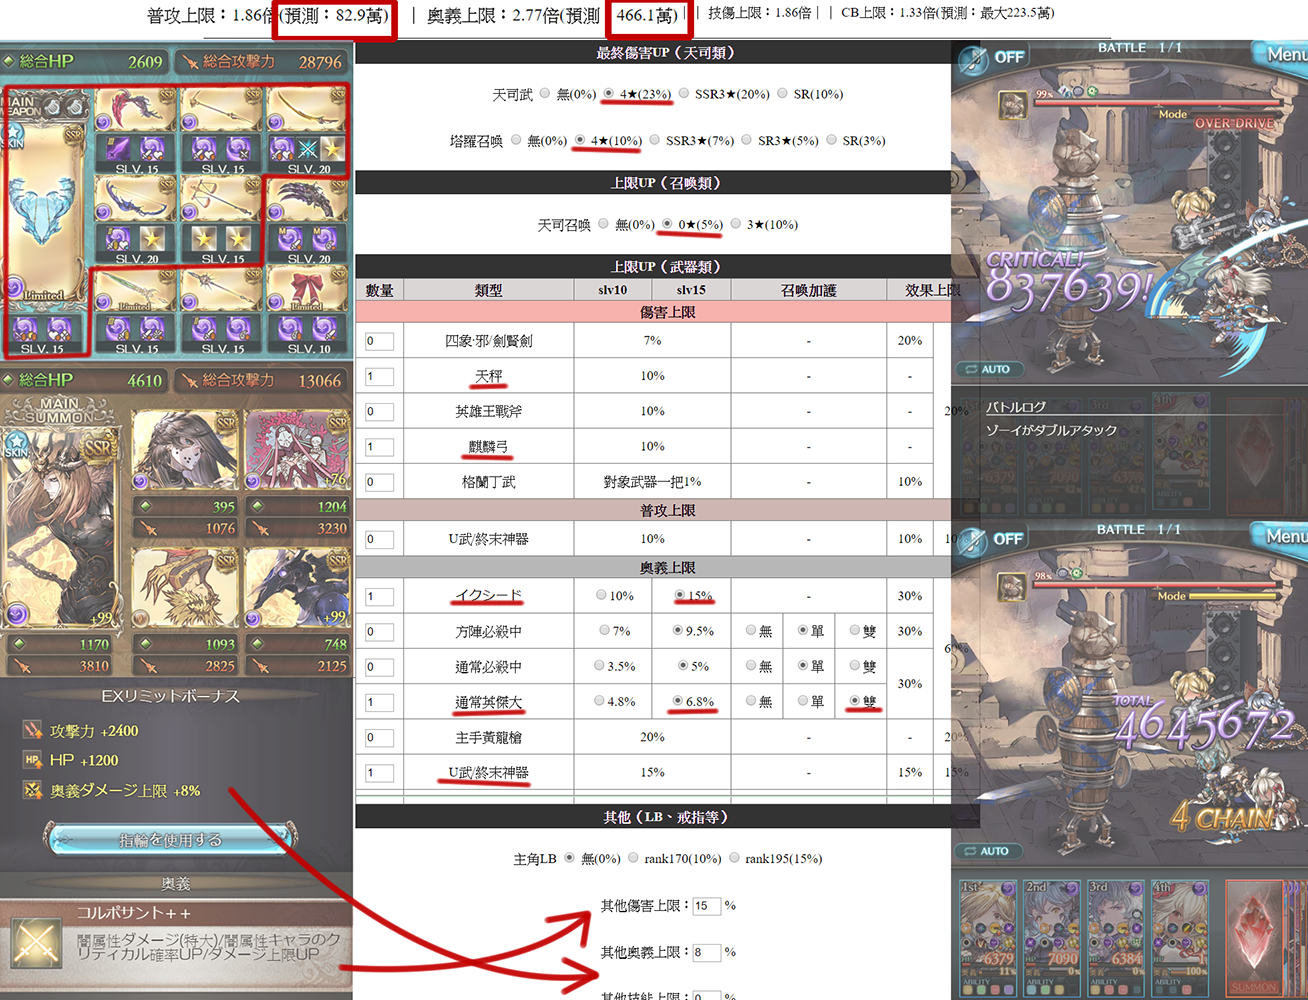 普攻上限：1.86倍(預測：82.9萬) ｜ 奧義上限：2.77倍(預測 466.1萬)｜ ｜技傷上限：1.86倍｜ ｜ CB上限：1.33倍(預測：最大223.5萬)
総合HP 2609 総合攻撃力 28796
MAIN WEAPON
SKIN
SSR
SLV. 15 SLV. 15 SLV. 20
SLV. 20 SLV. 20 SLV. 20
Limited Limited Limited
SLV. 15 SLV. 15 SLV. 15 SLV. 10
総合HP 4610 総合攻撃力 13066
MAIN SUMMON
SKIN SSR
SSR SSR +76
395 1204
1076 3230
SSR SSR
+99 +99
1170 1093 748
3810 2825 2125
EXリミットボーナス
攻撃力 +2400
HP +1200
奥義ダメージ上限 +8%
指輪を使用する
奥義
コルポサント＋＋
闇属性ダメージ(特大)/闇属性キャラのク
リティカル確率UP/ダメージ上限UP
最終傷害UP（天司類）
天司武 無(0%) 4★(23%) SSR3★(20%) SR(10%)
塔羅召喚 無(0%) 4★(10%) SSR3★(7%) SR3★(5%) SR(3%)
上限UP（召喚類）
天司召喚 無(0%) 0★(5%) 3★(10%)
上限UP（武器類）
數量 類型 slv10 slv15 召喚加護 效果上限
傷害上限
0 四象·邪/劍賢劍 7% - 20%
1 天秤 10% - -
0 英雄王戰斧 10% - - 20%
1 麒麟弓 10% - -
0 格蘭丁武 對象武器一把1% - 10%
普攻上限
0 U武/終末神器 10% - 10% 10
奧義上限
1 イクシード 10% 15% - 30%
0 方陣必殺中 7% 9.5% 無 單 雙 30%
60%
0 通常必殺中 3.5% 5% 無 單 雙
30%
1 通常英傑大 4.8% 6.8% 無 單 雙
0 主手黃龍槍 20% - - 20%
1 U武/終末神器 15% - 15% 15%
其他（LB、戒指等）
主角LB 無(0%) rank170(10%) rank195(15%)
其他傷害上限：15 %
其他奧義上限：8 %
其他技能上限：0 %
OFF BATTLE 1/1 Menu
99%
Mode OVER DRIVE
CRITICAL!
837639!
AUTO
バトルログ
ゾーイがダブルアタック
OFF BATTLE 1/1 Menu
98%
Mode
TOTAL
4645672
4 CHAIN
AUTO
1st 2nd 3rd 4th
6379 7090 6384 1
11% 0% 0% 100%
ABILITY ABILITY ABILITY ABILITY
SUMMON